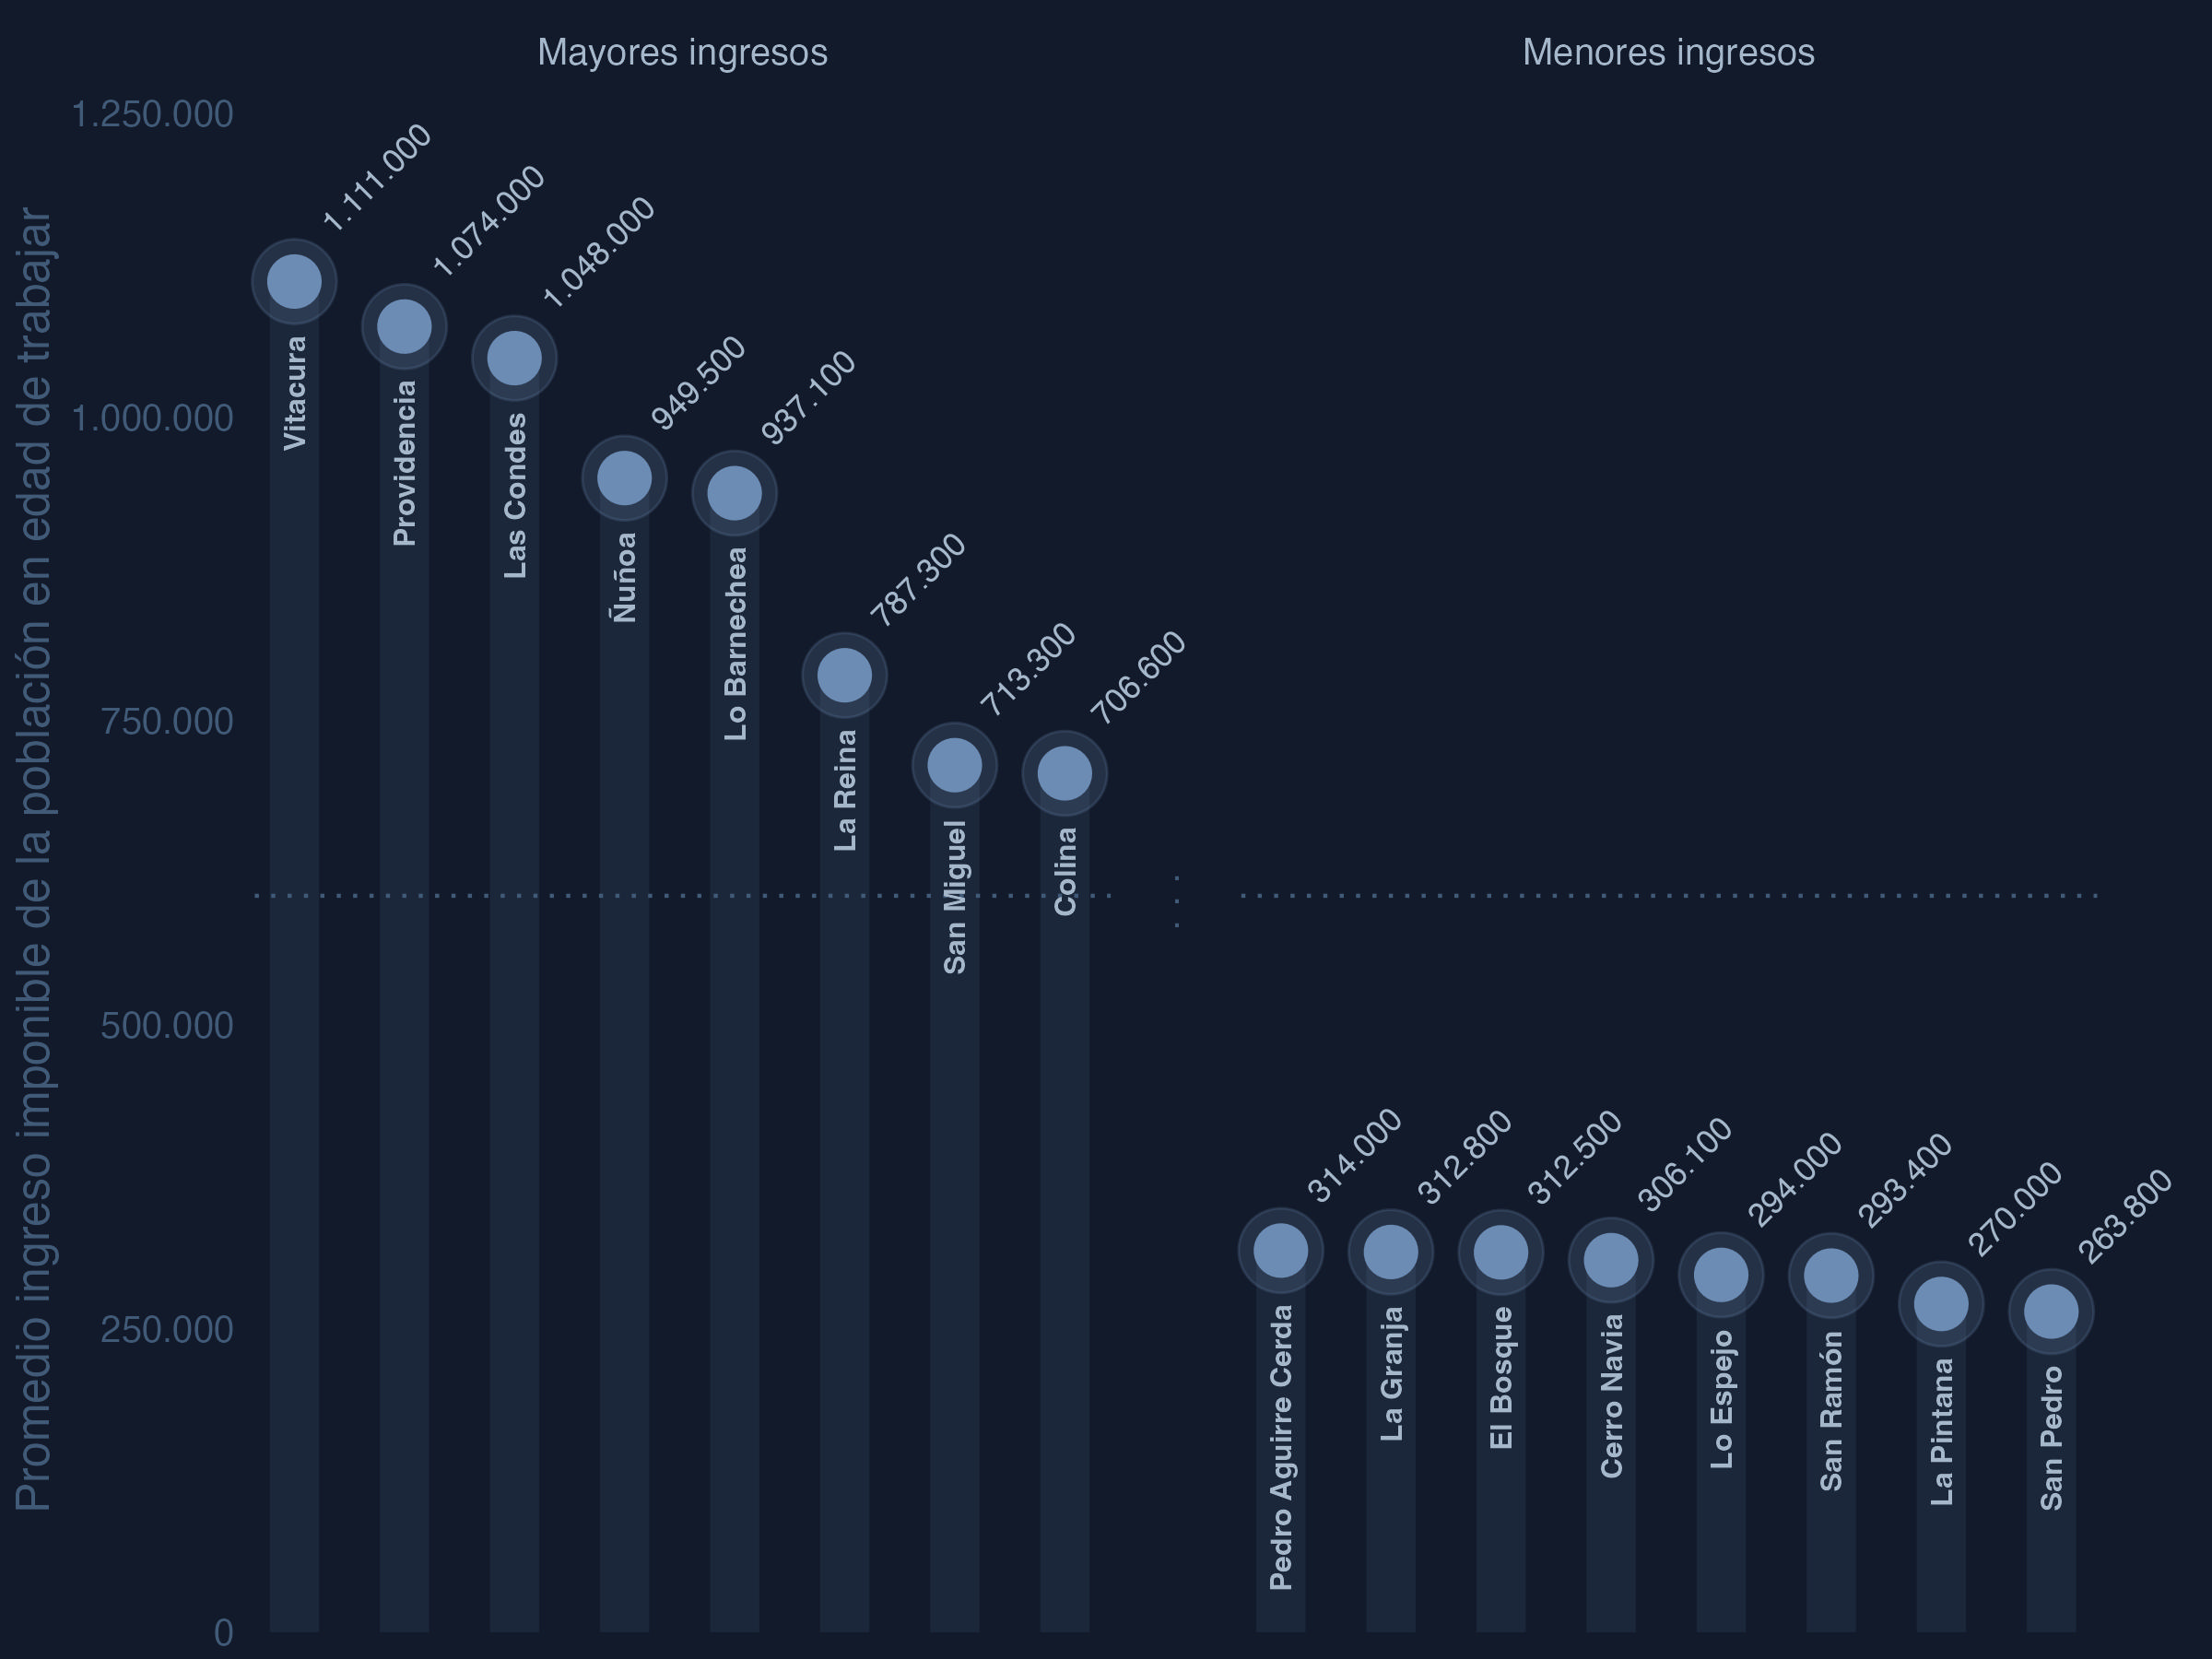 Mayores ingresos
Menores ingresos
Promedio ingreso imponible de la población en edad de trabajar
1.250.000
1.000.000
750.000
500.000
250.000
0
1.111.000
Vitacura
1.074.000
Providencia
1.048.000
Las Condes
949.500
Ñuñoa
937.100
Lo Barnechea
787.300
La Reina
713.300
San Miguel
706.600
Colina
314.000
Pedro Aguirre Cerda
312.800
La Granja
312.500
El Bosque
306.100
Cerro Navia
294.000
Lo Espejo
293.400
San Ramón
270.000
La Pintana
263.800
San Pedro